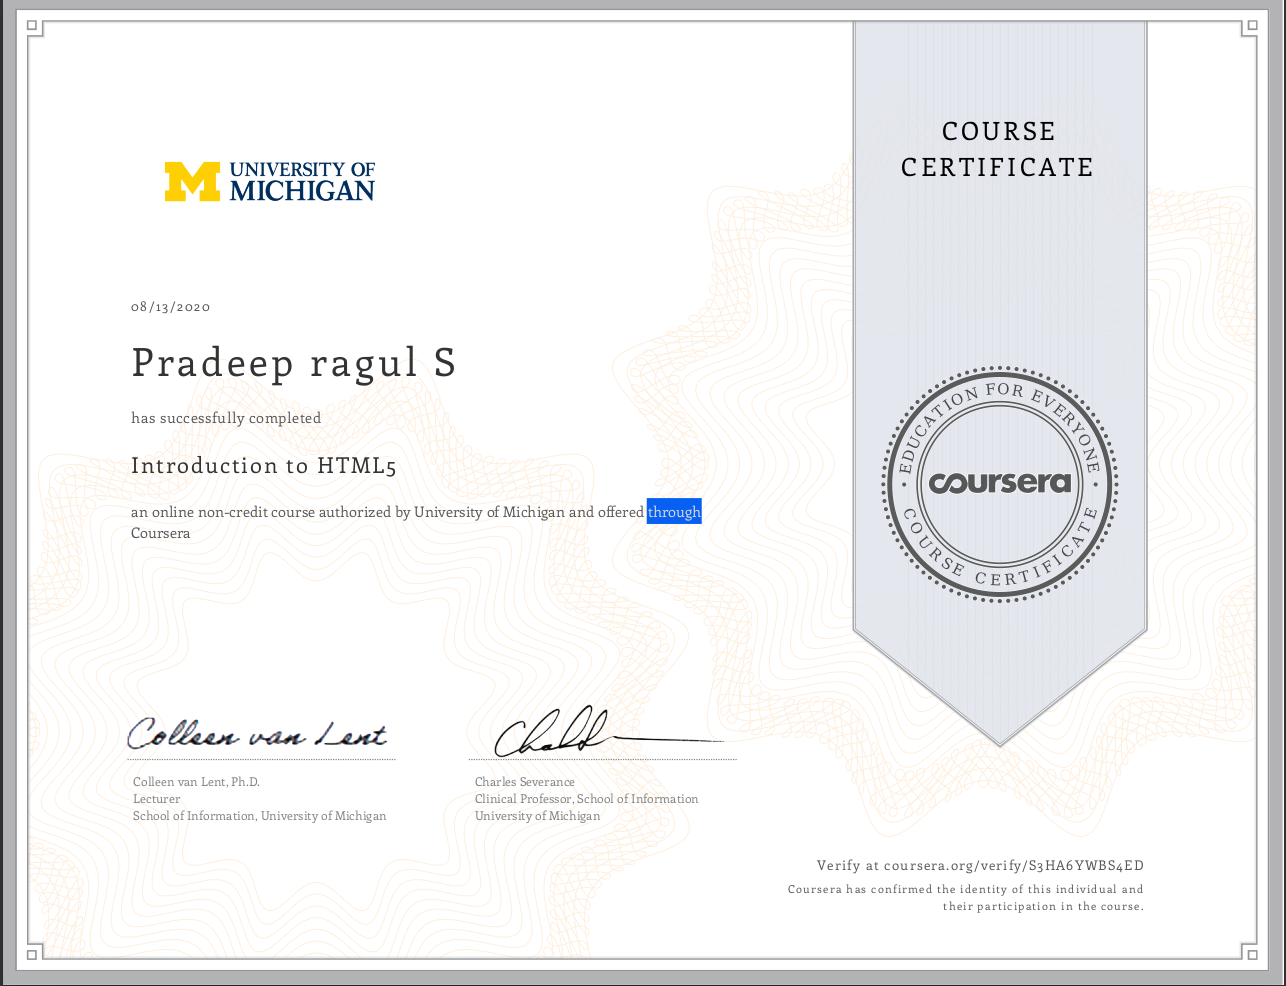 COURSE
CERTIFICATE
UNIVERSITY OF
MICHIGAN
08/13/2020
Pradeep ragul S
has successfully completed
Introduction to HTML5
an online non-credit course authorized by University of Michigan and offered through
Coursera
EDUCATION FOR EVERYONE
coursera
COURSE CERTIFICATE
Colleen van Lent
Colleen van Lent, Ph.D.
Lecturer
School of Information, University of Michigan
Charles Severance
Clinical Professor, School of Information
University of Michigan
Verify at coursera.org/verify/S3HA6YWBS4ED
Coursera has confirmed the identity of this individual and
their participation in the course.